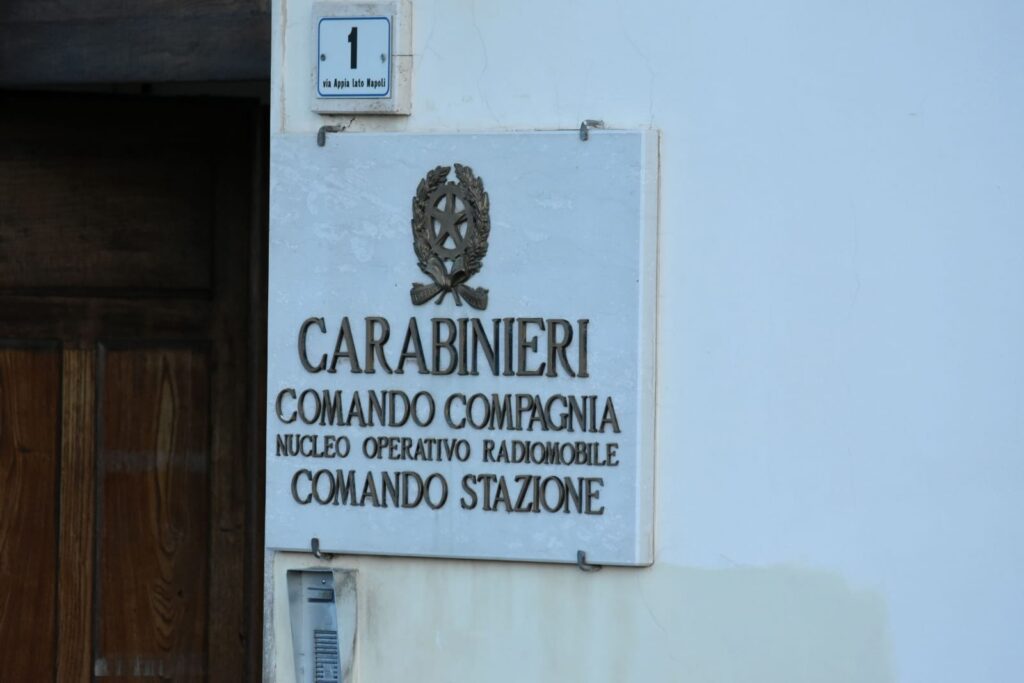 1
via Appia lato Napoli
CARABINIERI
COMANDO COMPAGNIA
NUCLEO OPERATIVO RADIOMOBILE
COMANDO STAZIONE